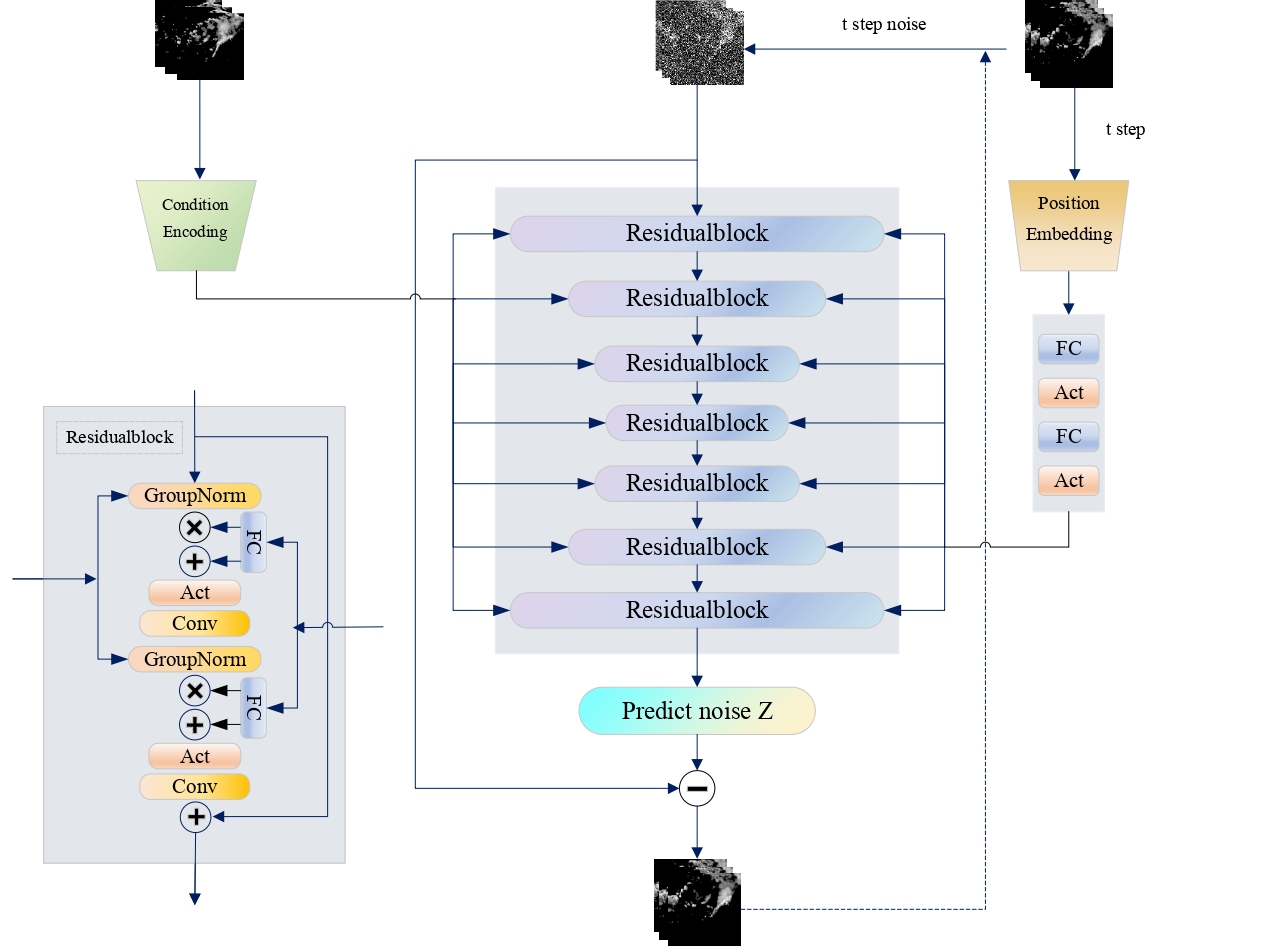 t step noise
t step
Condition
Encoding
Position
Embedding
Residualblock
Residualblock
Residualblock
Residualblock
Residualblock
Residualblock
Residualblock
FC
Act
FC
Act
Predict noise Z
Residualblock
GroupNorm
FC
Act
Conv
GroupNorm
FC
Act
Conv